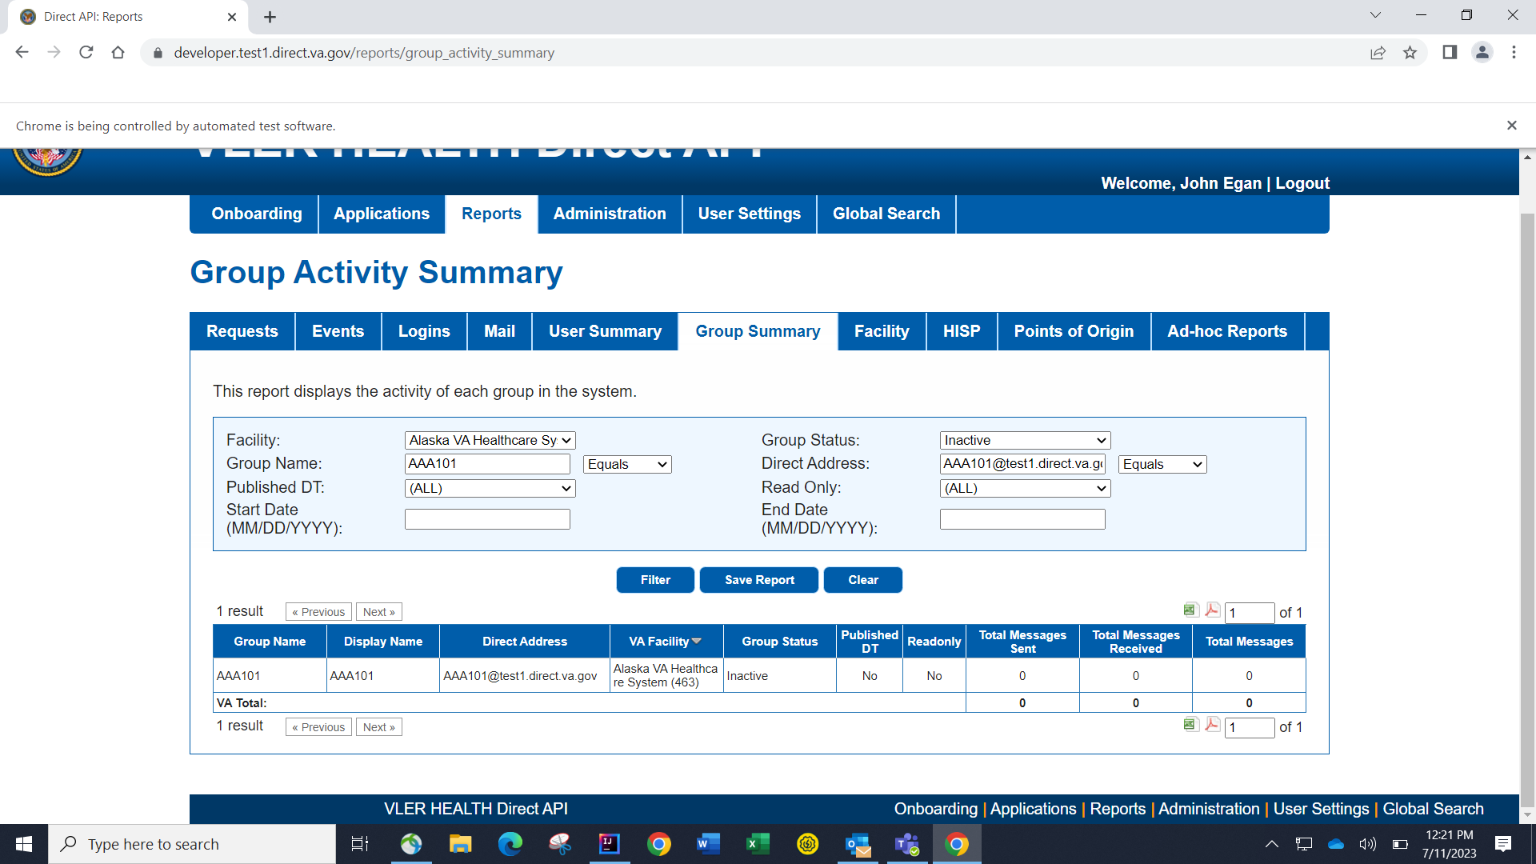 Direct API: Reports
developer.test1.direct.va.gov/reports/group_activity_summary
Chrome is being controlled by automated test software.
VLER HEALTH Direct API
Welcome, John Egan | Logout
Onboarding Applications Reports Administration User Settings Global Search
Group Activity Summary
Requests Events Logins Mail User Summary Group Summary Facility HISP Points of Origin Ad-hoc Reports
This report displays the activity of each group in the system.
Facility: Alaska VA Healthcare Sy Group Status: Inactive
Group Name: AAA101 Equals Direct Address: AAA101@test1.direct.va.go Equals
Published DT: (ALL) Read Only: (ALL)
Start Date End Date
(MM/DD/YYYY): (MM/DD/YYYY):
Filter Save Report Clear
1 result « Previous Next » 1 of 1
Group Name Display Name Direct Address VA Facility Group Status Published DT Readonly Total Messages Sent Total Messages Received Total Messages
AAA101 AAA101 AAA101@test1.direct.va.gov Alaska VA Healthca re System (463) Inactive No No 0 0 0
VA Total: 0 0 0
1 result « Previous Next » 1 of 1
VLER HEALTH Direct API Onboarding | Applications | Reports | Administration | User Settings | Global Search
Type here to search
12:21 PM
7/11/2023